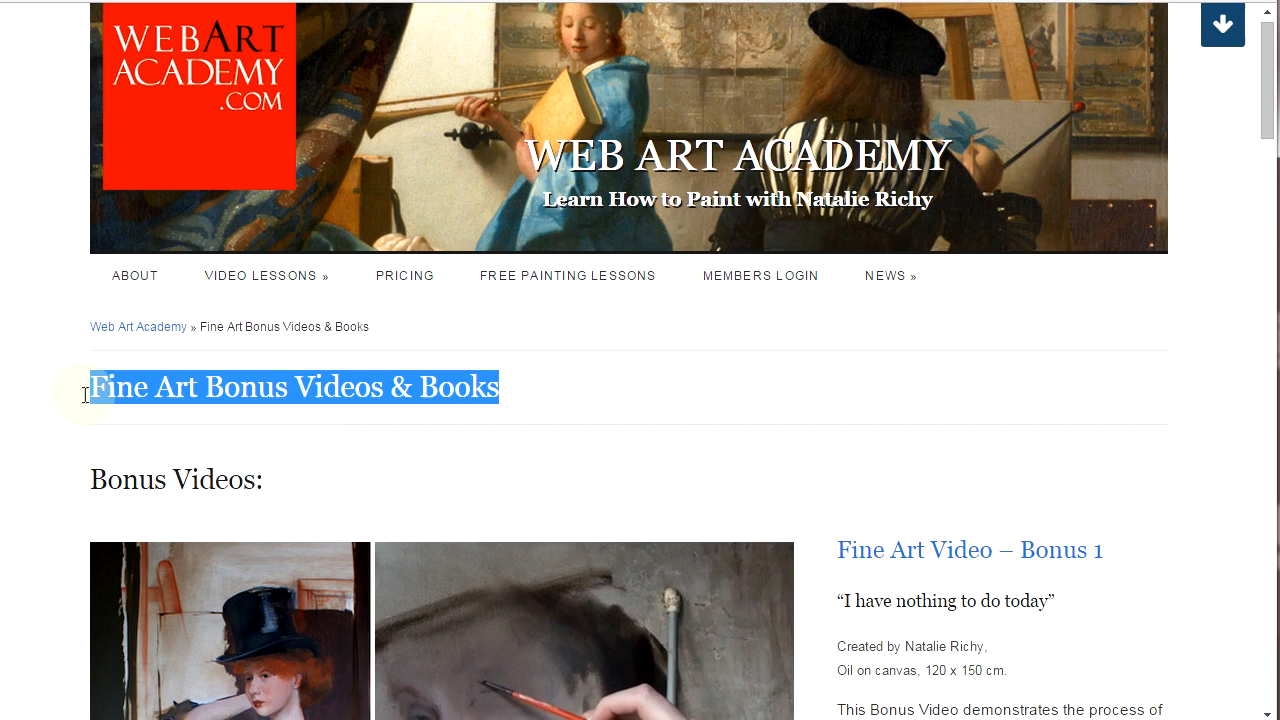 WEBART
ACADEMY
.COM
WEB ART ACADEMY
Learn How to Paint with Natalie Richy
ABOUT VIDEO LESSONS » PRICING FREE PAINTING LESSONS MEMBERS LOGIN NEWS »
Web Art Academy » Fine Art Bonus Videos & Books
Fine Art Bonus Videos & Books
Bonus Videos:
Fine Art Video – Bonus 1
“I have nothing to do today”
Created by Natalie Richy,
Oil on canvas, 120 x 150 cm.
This Bonus Video demonstrates the process of